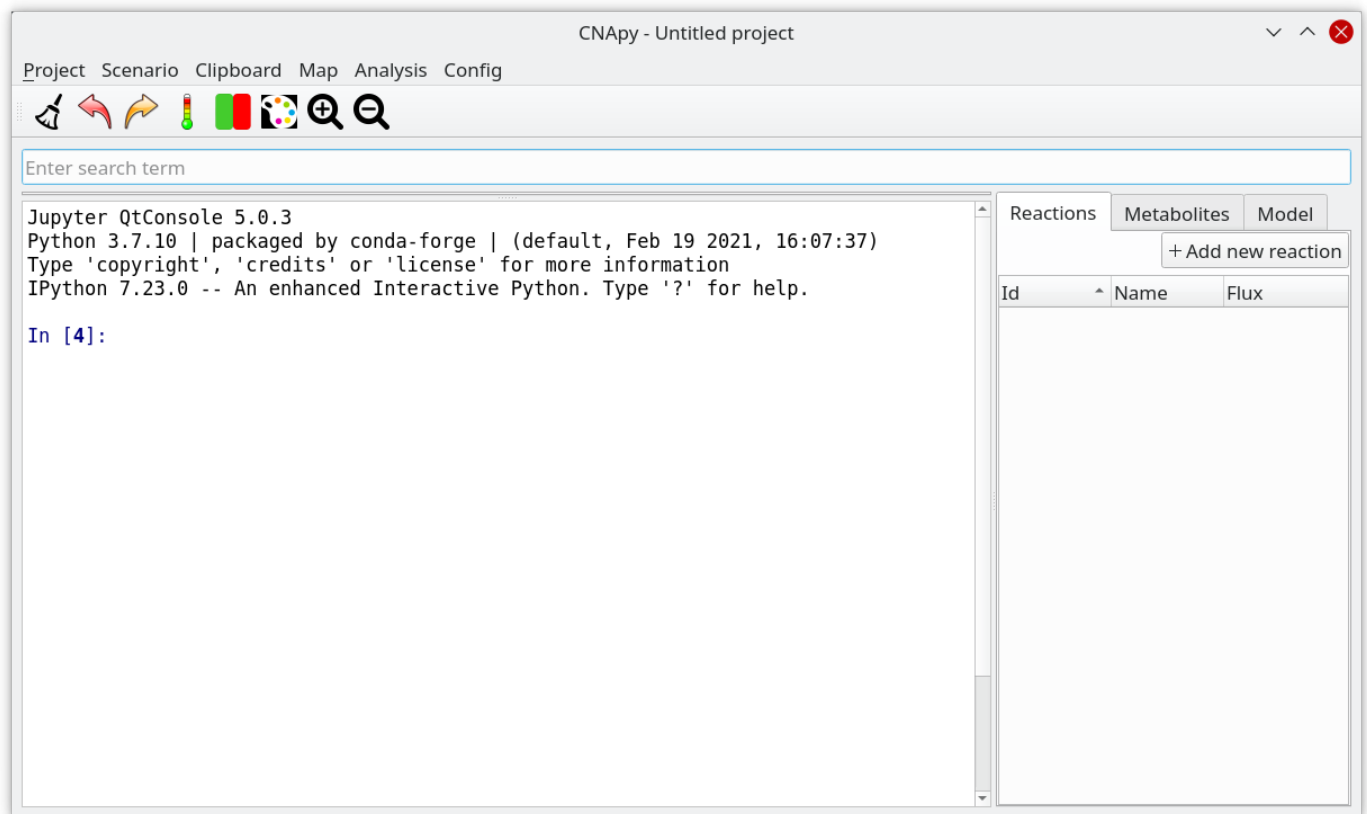 CNApy - Untitled project
Project Scenario Clipboard Map Analysis Config
Enter search term
Jupyter QtConsole 5.0.3
Python 3.7.10 | packaged by conda-forge | (default, Feb 19 2021, 16:07:37)
Type 'copyright', 'credits' or 'license' for more information
IPython 7.23.0 -- An enhanced Interactive Python. Type '?' for help.
In [4]:
Reactions Metabolites Model
+ Add new reaction
Id Name Flux